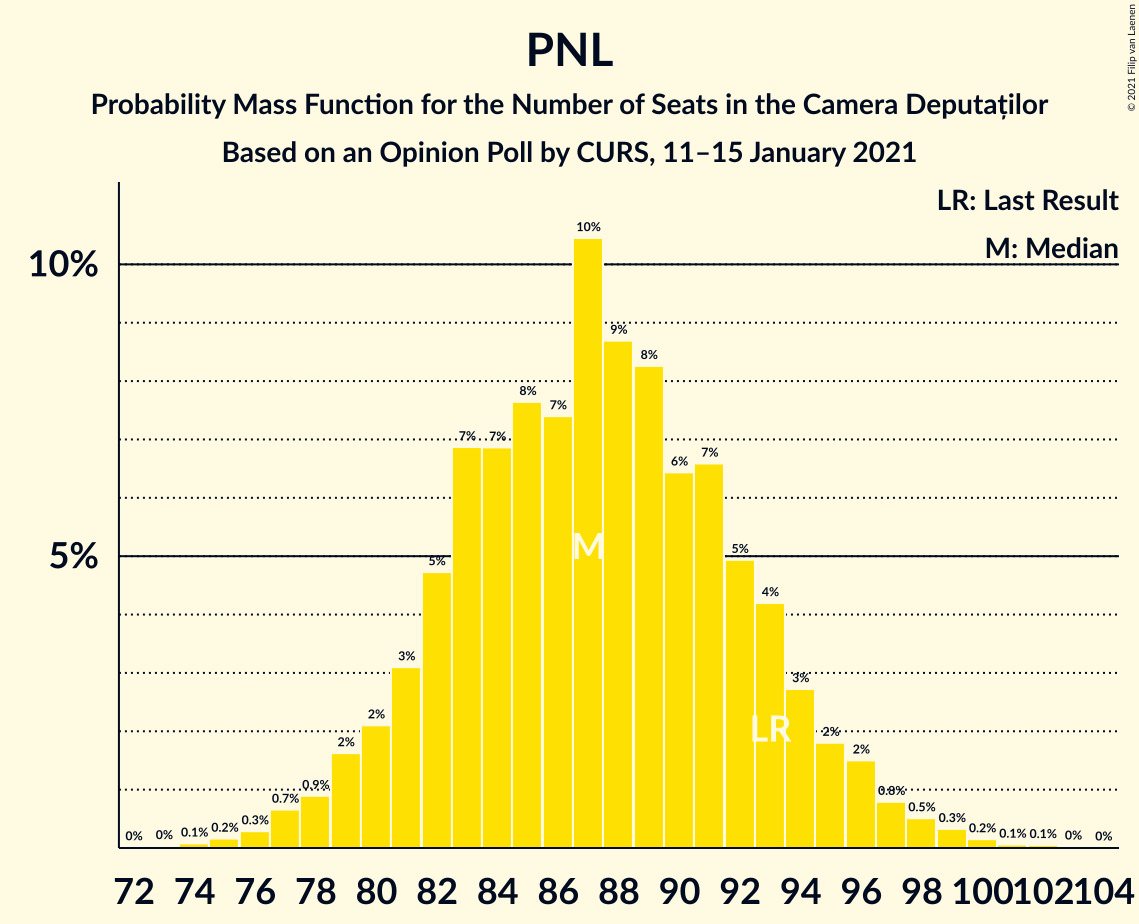 PNL
Probability Mass Function for the Number of Seats in the Camera Deputaților
Based on an Opinion Poll by CURS, 11–15 January 2021
© 2021 Filip van Laenen
LR: Last Result
M: Median
10%
5%
0% 0% 0.1% 0.2% 0.3% 0.7% 0.9% 2% 2% 3% 5% 7% 7% 8% 7% 10% 9% 8% 6% 7% 5% 4% 3% 2% 2% 0.8% 0.5% 0.3% 0.2% 0.1% 0.1% 0% 0%
M
LR
72 74 76 78 80 82 84 86 88 90 92 94 96 98 100 102 104